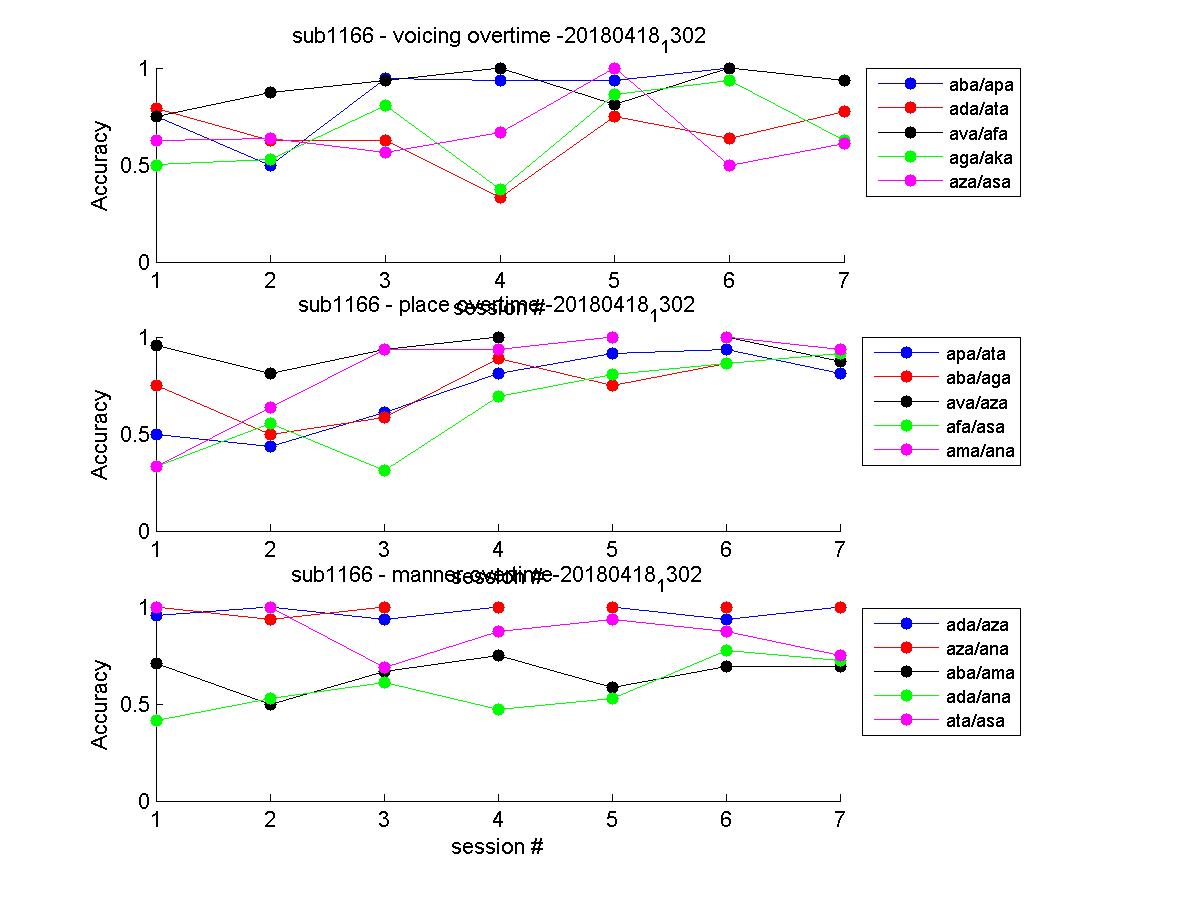 sub1166 - voicing overtime -20180418₁302
1
0.5
0
Accuracy
1 2 3 4 5 6 7
session #
aba/apa
ada/ata
ava/afa
aga/aka
aza/asa
sub1166 - place overtime -20180418₁302
1
0.5
0
Accuracy
1 2 3 4 5 6 7
session #
apa/ata
aba/aga
ava/aza
afa/asa
ama/ana
sub1166 - manner overtime -20180418₁302
1
0.5
0
Accuracy
1 2 3 4 5 6 7
session #
ada/aza
aza/ana
aba/ama
ada/ana
ata/asa